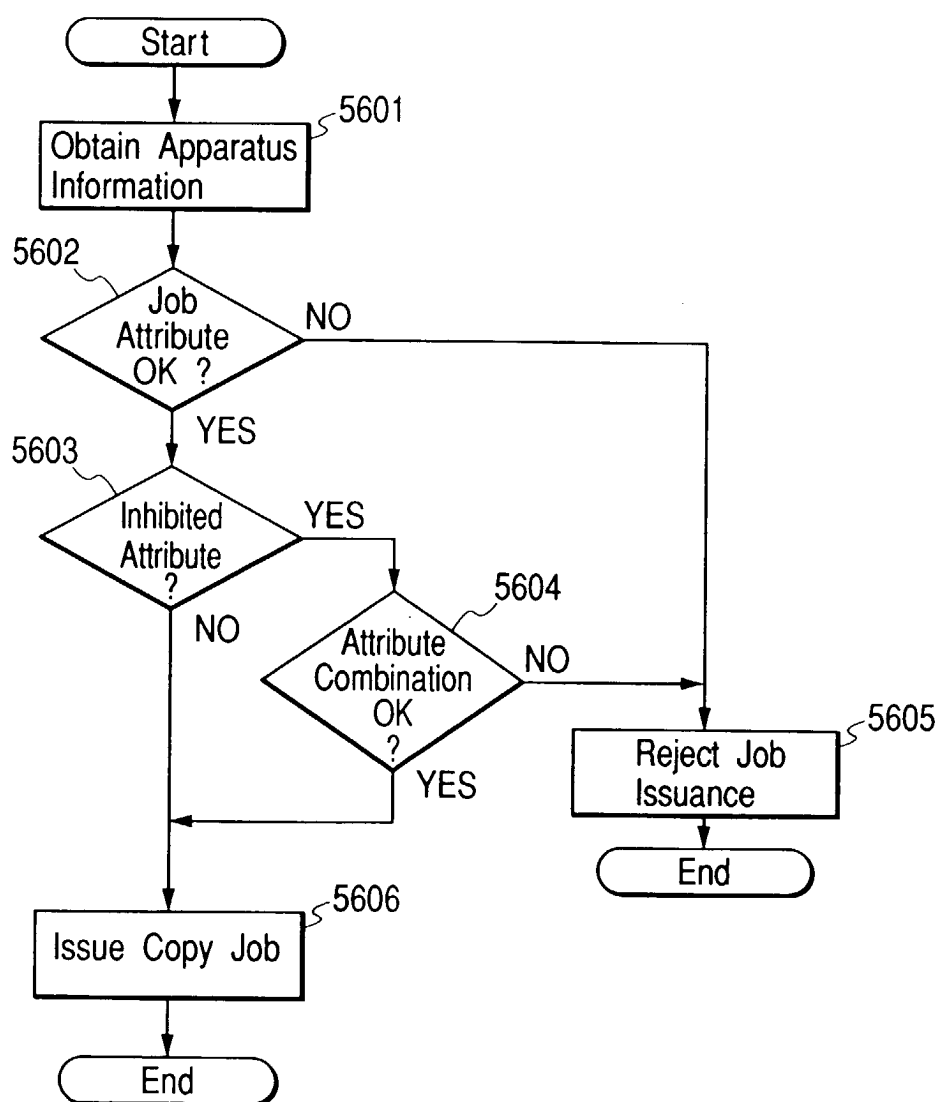 Start
5601
Obtain Apparatus
Information
5602
Job
Attribute
OK ?
NO
YES
5603
Inhibited
Attribute
?
YES
NO
5604
Attribute
Combination
OK
?
NO
YES
5605
Reject Job
Issuance
End
5606
Issue Copy Job
End